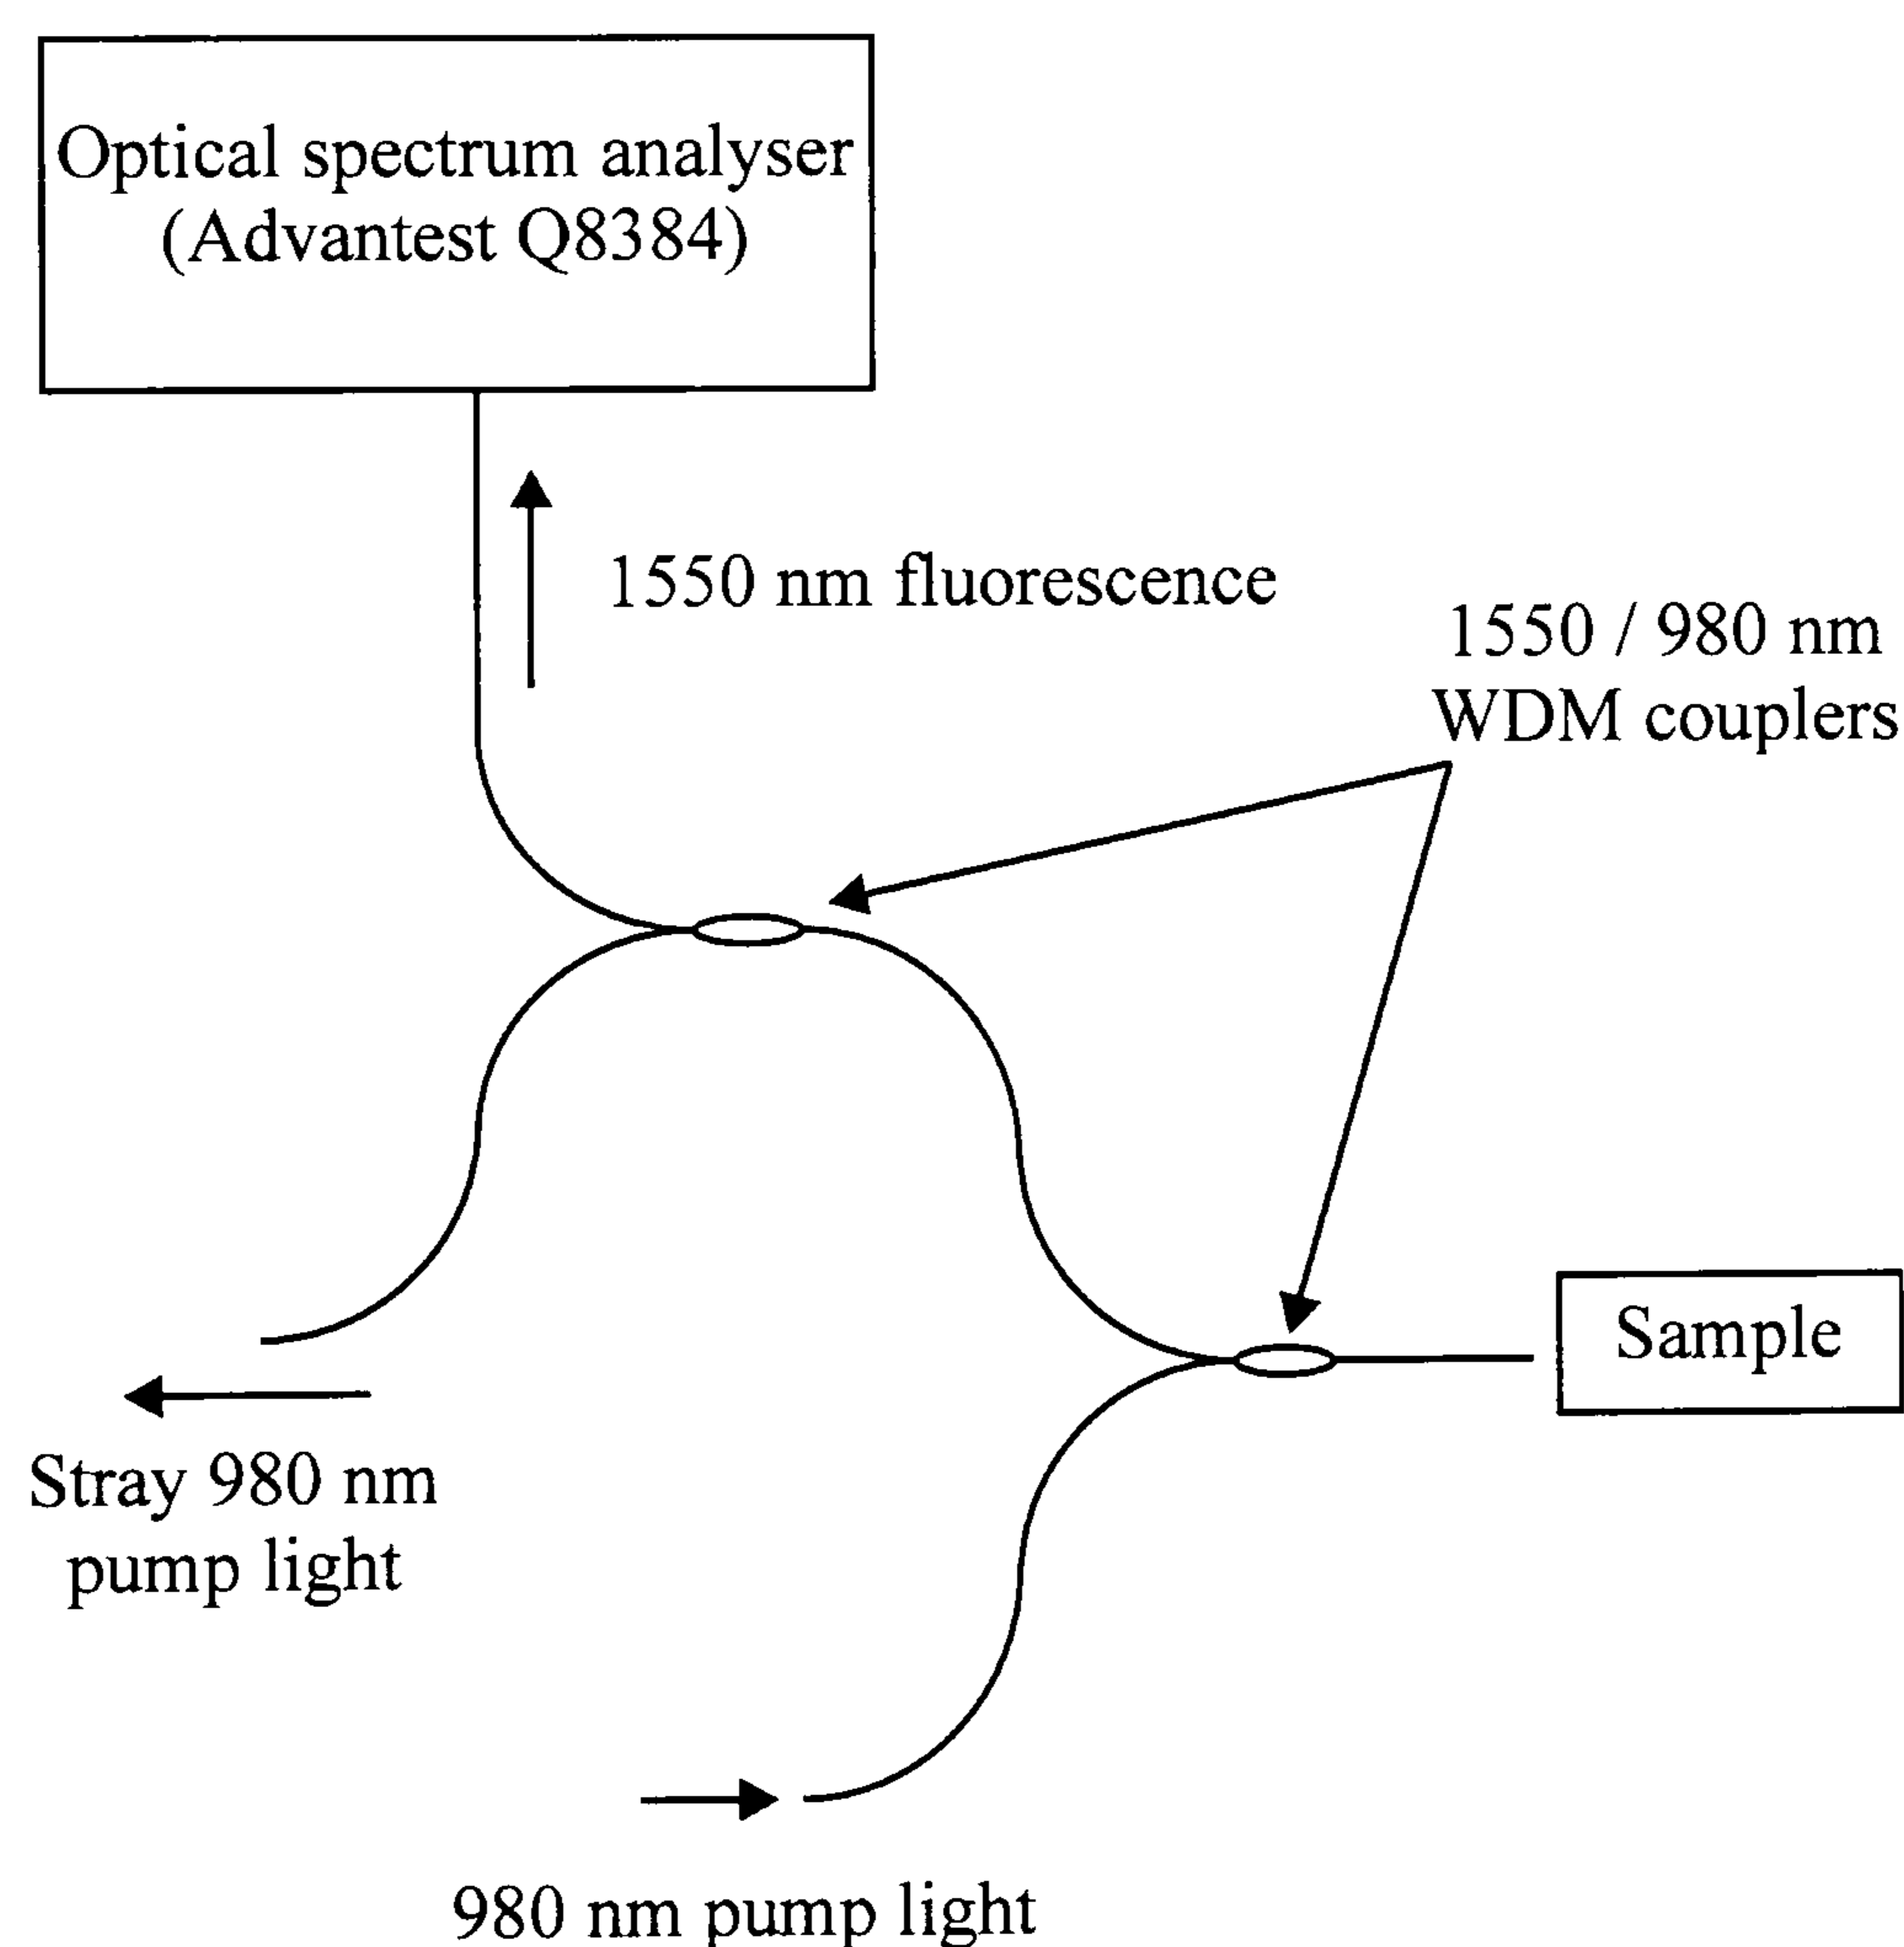 Optical spectrum analyser
(Advantest Q8384)
1550 nm fluorescence
1550 / 980 nm
WDM couplers
Sample
Stray 980 nm
pump light
980 nm pump light